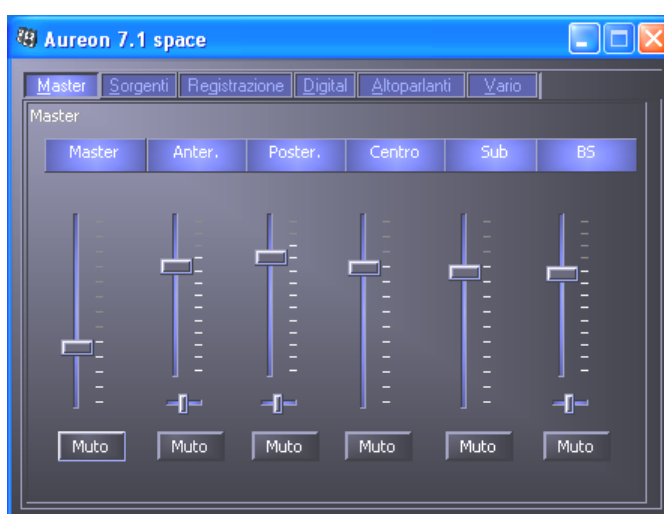 Aureon 7.1 space
Master Sorgenti Registrazione Digital Altoparlanti Vario
Master
Master Anter. Poster. Centro Sub BS
Muto Muto Muto Muto Muto Muto